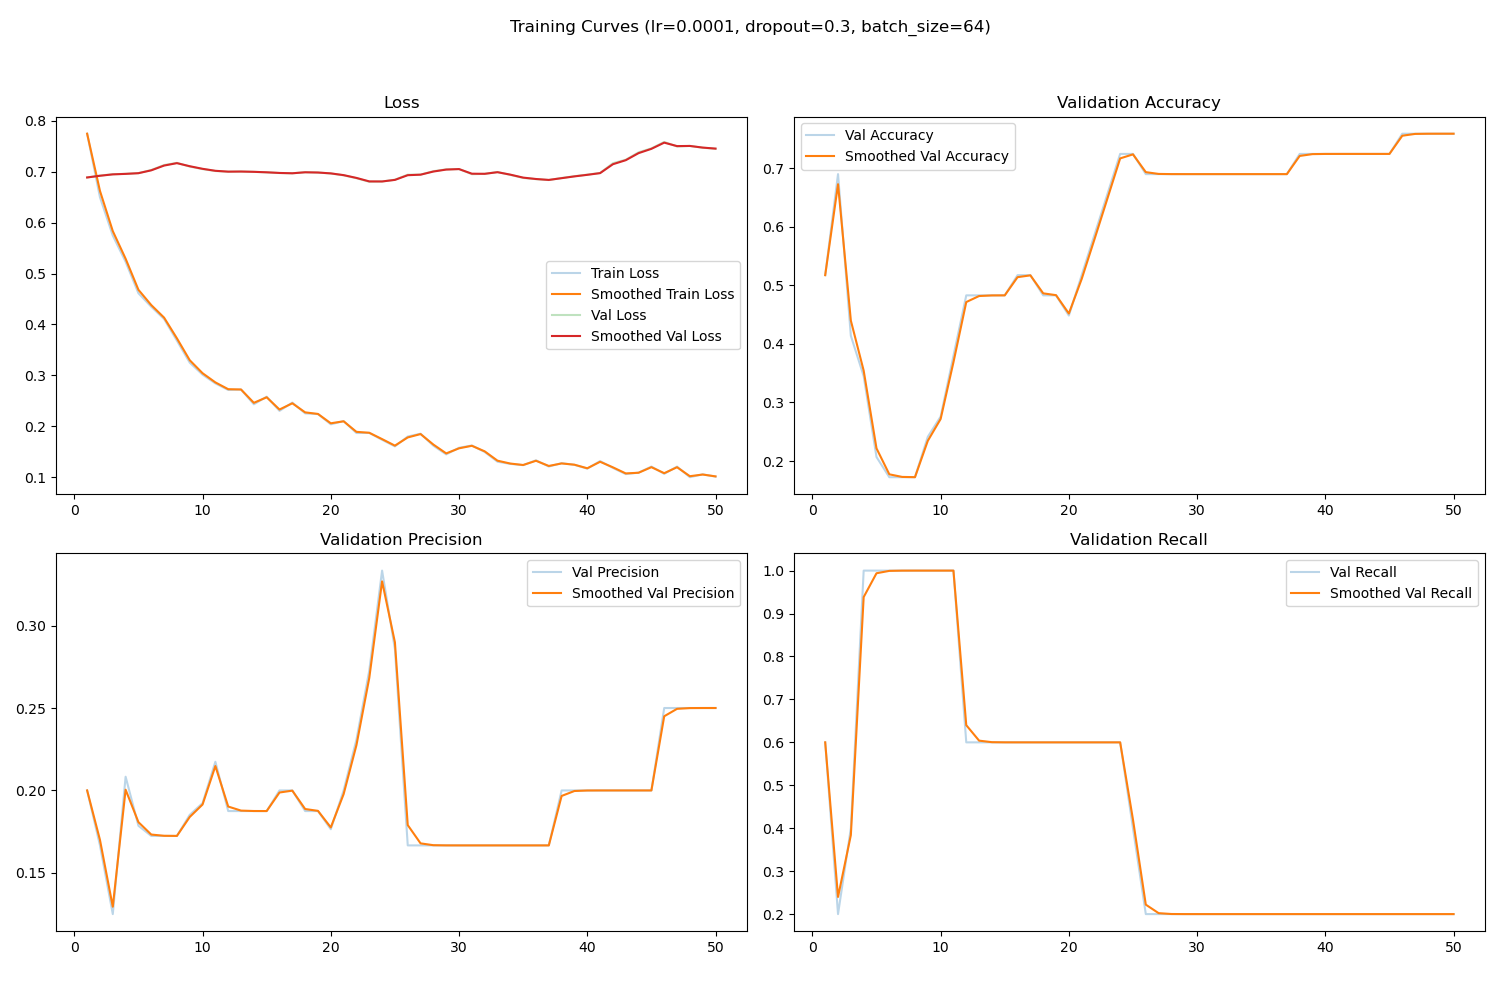 Training Curves (lr=0.0001, dropout=0.3, batch_size=64)
Loss
0.8
0.7
0.6
0.5
0.4
0.3
0.2
0.1
Train Loss
Smoothed Train Loss
Val Loss
Smoothed Val Loss
0 10 20 30 40 50
Validation Accuracy
Val Accuracy
Smoothed Val Accuracy
0.7
0.6
0.5
0.4
0.3
0.2
0 10 20 30 40 50
Validation Precision
Val Precision
Smoothed Val Precision
0.30
0.25
0.20
0.15
0 10 20 30 40 50
Validation Recall
Val Recall
Smoothed Val Recall
1.0
0.9
0.8
0.7
0.6
0.5
0.4
0.3
0.2
0 10 20 30 40 50